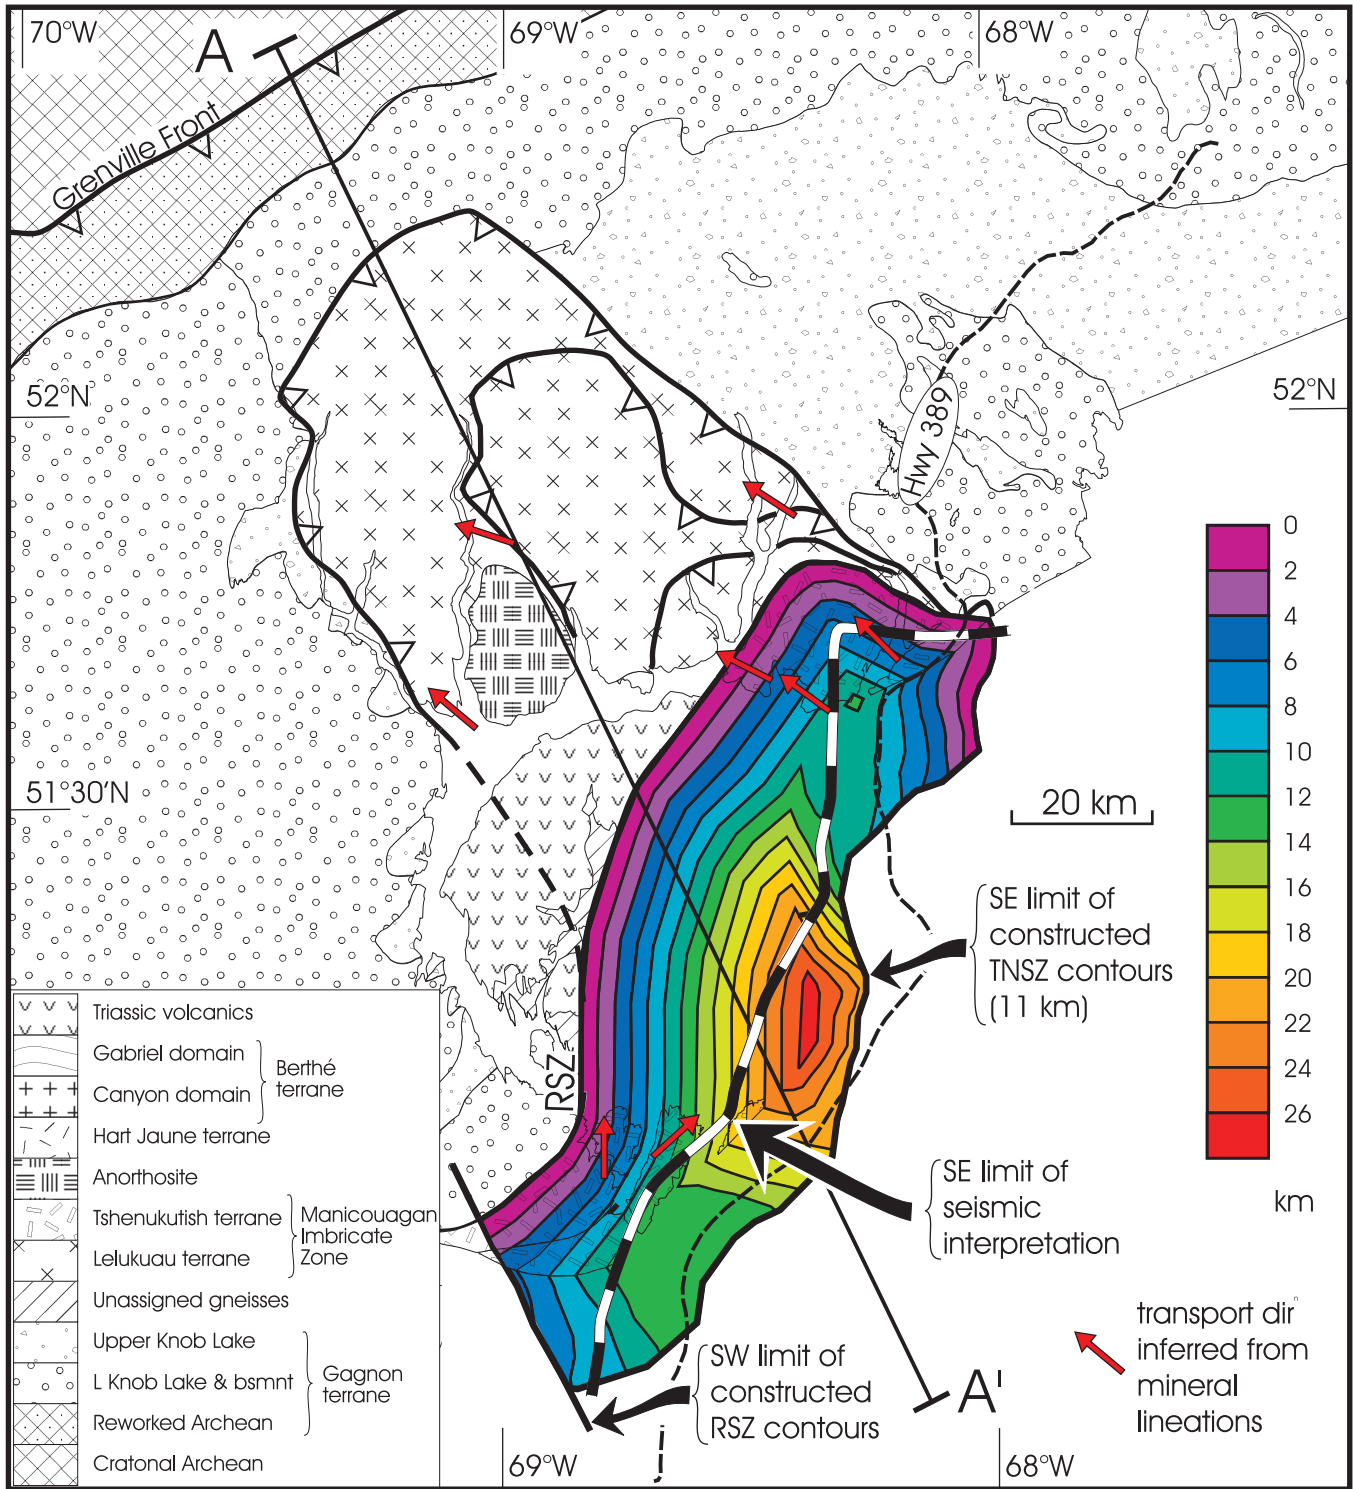 70°W
A
69°W
68°W
Grenville Front
52°N
52°N
Hwy 389
51°30'N
20 km
0
2
4
6
8
10
12
14
16
18
20
22
24
26
km
SE limit of
constructed
TNSZ contours
(11 km)
RSZ
SE limit of
seismic
interpretation
SW limit of
constructed
RSZ contours
A'
transport dirⁿ
inferred from
mineral
lineations
69°W
68°W
Triassic volcanics
Gabriel domain
Canyon domain
Berthé
terrane
Hart Jaune terrane
Anorthosite
Tshenukutish terrane
Lelukuau terrane
Manicouagan
Imbricate
Zone
Unassigned gneisses
Upper Knob Lake
L Knob Lake & bsmnt
Reworked Archean
Gagnon
terrane
Cratonal Archean